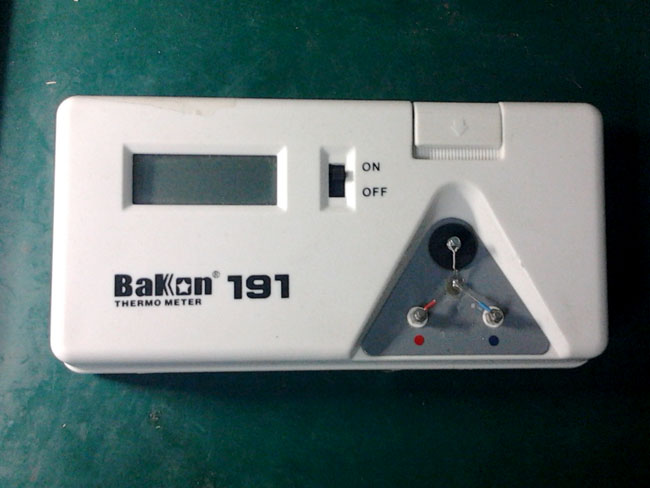 ON
OFF
BaKon® 191
THERMO METER